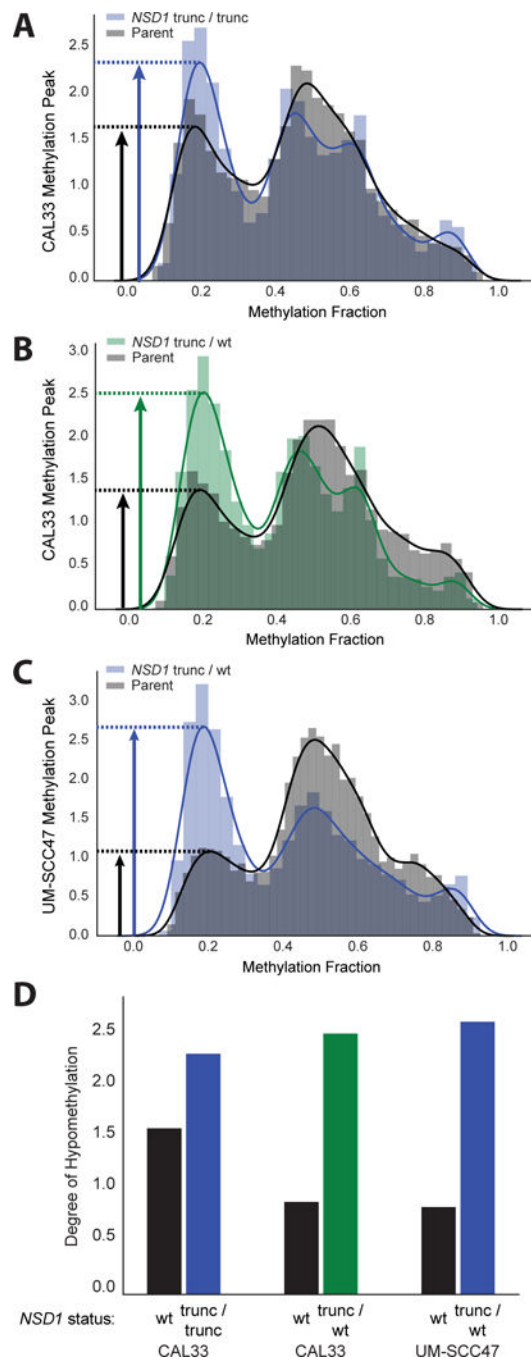 A
NSD1 trunc / trunc
Parent
CAL33 Methylation Peak
2.5
2.0
1.5
1.0
0.5
0.0
0.0 0.2 0.4 0.6 0.8 1.0
Methylation Fraction
B
NSD1 trunc / wt
Parent
CAL33 Methylation Peak
3.0
2.5
2.0
1.5
1.0
0.5
0.0
0.0 0.2 0.4 0.6 0.8 1.0
Methylation Fraction
C
NSD1 trunc / wt
Parent
UM-SCC47 Methylation Peak
3.0
2.5
2.0
1.5
1.0
0.5
0.0
0.0 0.2 0.4 0.6 0.8 1.0
Methylation Fraction
D
Degree of Hypomethylation
2.5
2.0
1.5
1.0
0.5
0.0
NSD1 status: wt trunc / trunc wt trunc / wt wt trunc / wt
CAL33 CAL33 UM-SCC47